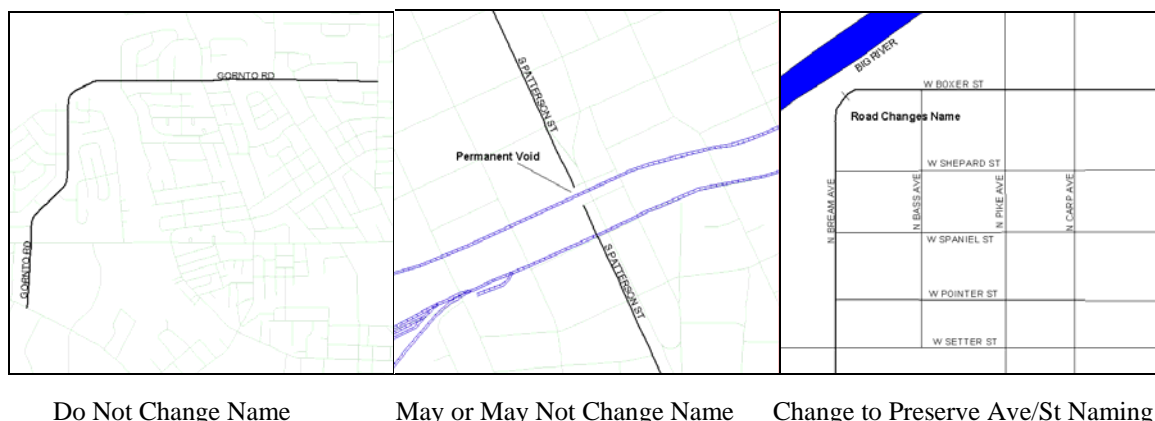 GORNTO RD
GORNTO RD
S PATTERSON ST
Permanent Void
S PATTERSON ST
BIG RIVER
W BOXER ST
Road Changes Name
W SHEPARD ST
N BREAM AVE
N BASS AVE
N PIKE AVE
N CARP AVE
W SPANIEL ST
W POINTER ST
W SETTER ST
Do Not Change Name
May or May Not Change Name
Change to Preserve Ave/St Naming